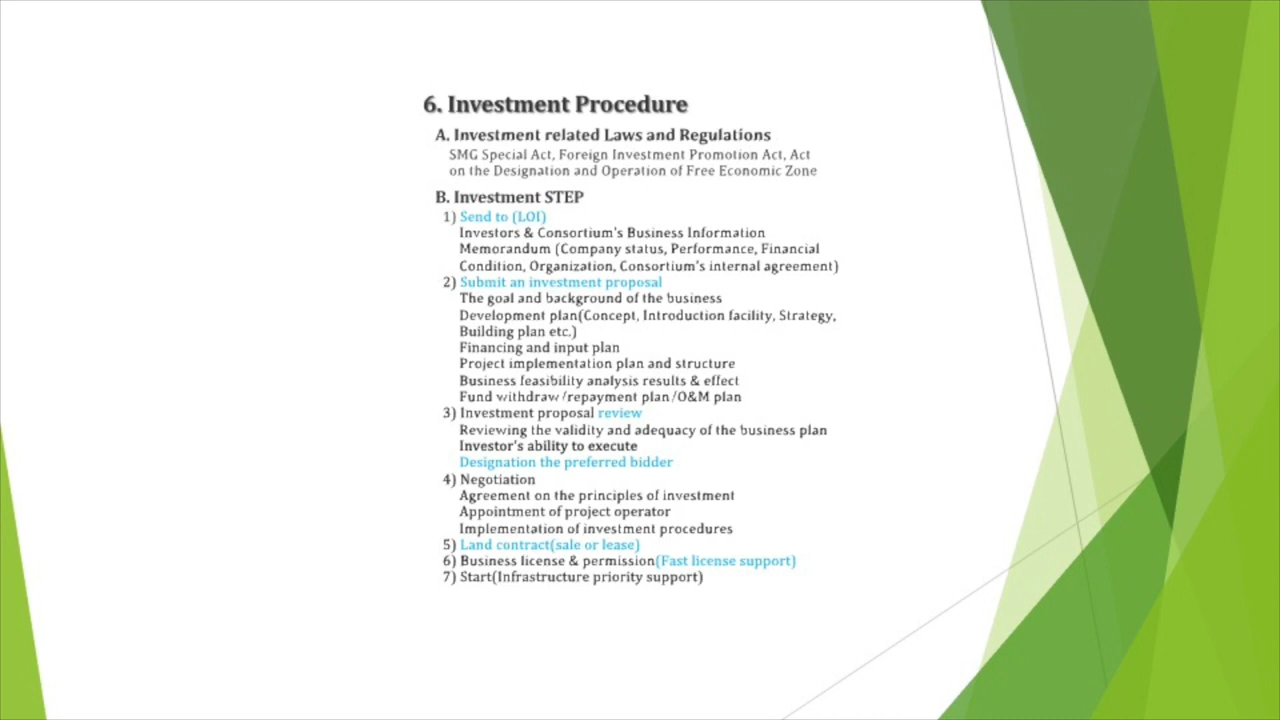 6. Investment Procedure
A. Investment related Laws and Regulations
SMG Special Act, Foreign Investment Promotion Act, Act
on the Designation and Operation of Free Economic Zone
B. Investment STEP
1) Send to (LOI)
Investors & Consortium's Business Information
Memorandum (Company status, Performance, Financial
Condition, Organization, Consortium's internal agreement)
2) Submit an investment proposal
The goal and background of the business
Development plan(Concept, Introduction facility, Strategy,
Building plan etc.)
Financing and input plan
Project implementation plan and structure
Business feasibility analysis results & effect
Fund withdraw/repayment plan/O&M plan
3) Investment proposal review
Reviewing the validity and adequacy of the business plan
Investor's ability to execute
Designation the preferred bidder
4) Negotiation
Agreement on the principles of investment
Appointment of project operator
Implementation of investment procedures
5) Land contract(sale or lease)
6) Business license & permission(Fast license support)
7) Start(Infrastructure priority support)